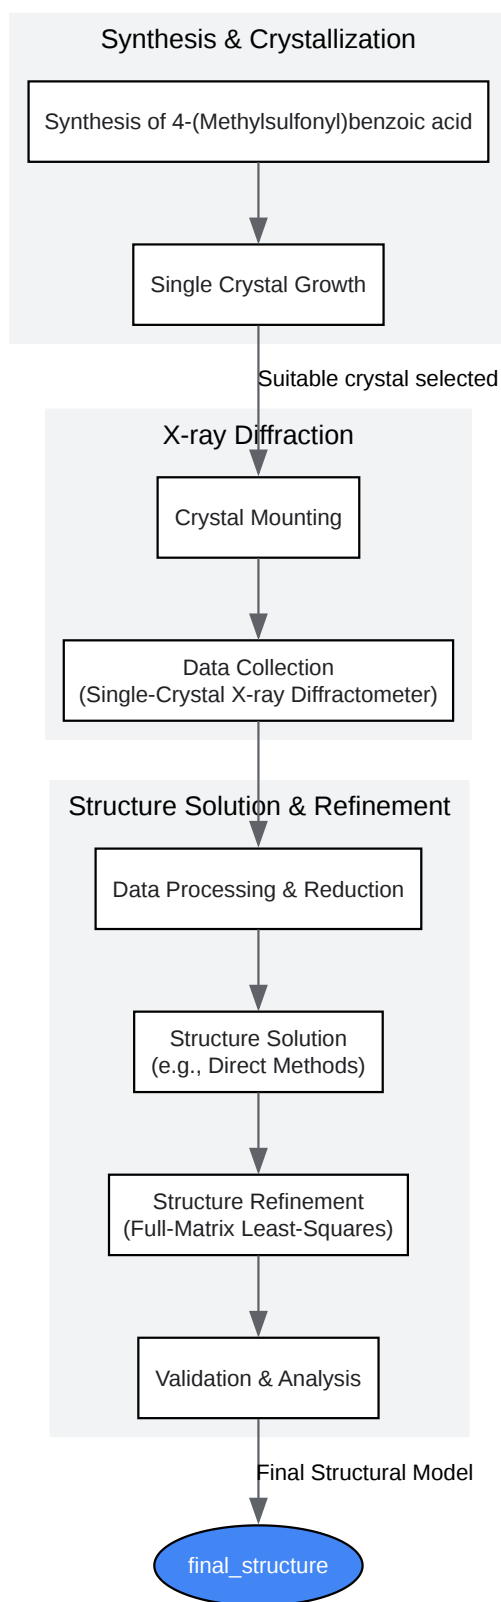 Synthesis & Crystallization
Synthesis of 4-(Methylsulfonyl)benzoic acid
Single Crystal Growth
Suitable crystal selected
X-ray Diffraction
Crystal Mounting
Data Collection
(Single-Crystal X-ray Diffractometer)
Structure Solution & Refinement
Data Processing & Reduction
Structure Solution
(e.g., Direct Methods)
Structure Refinement
(Full-Matrix Least-Squares)
Validation & Analysis
Final Structural Model
final_structure